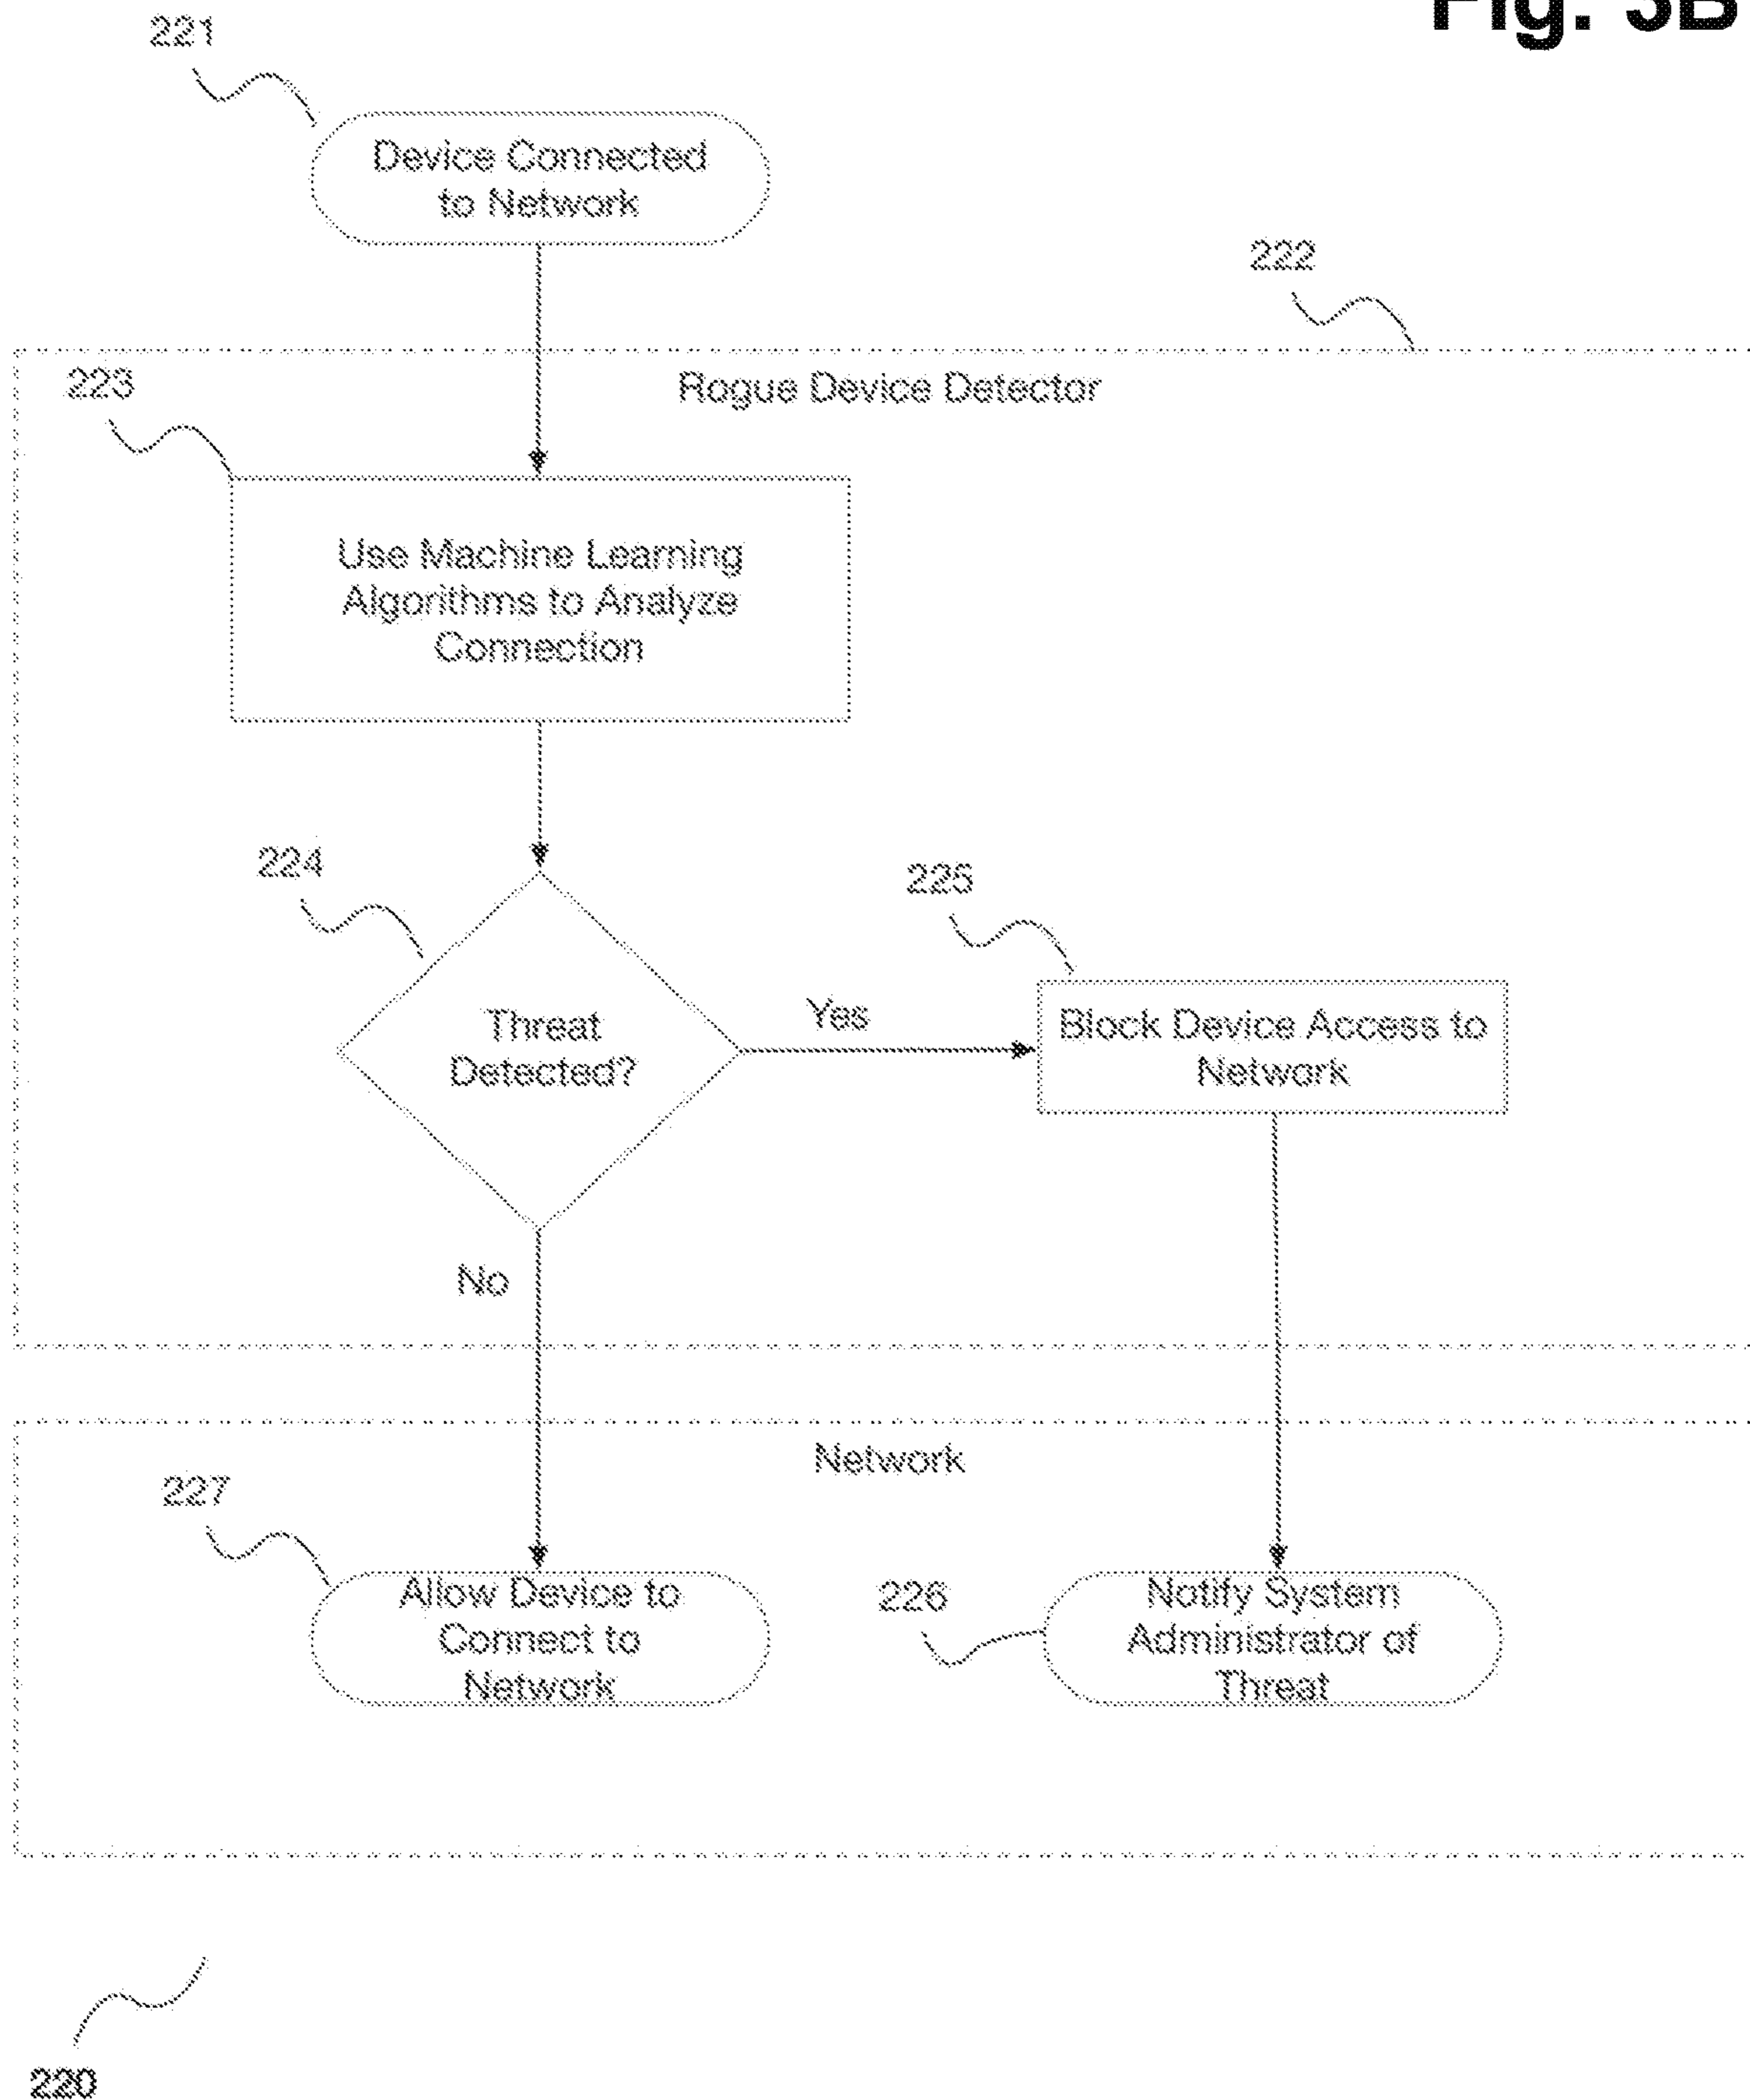 Fig. 3B
221
Device Connected
to Network
222
223
Rogue Device Detector
Use Machine Learning
Algorithms to Analyze
Connection
224
225
Threat
Detected?
Yes
Block Device Access to
Network
No
Network
227
Allow Device to
Connect to
Network
226
Notify System
Administrator of
Threat
220